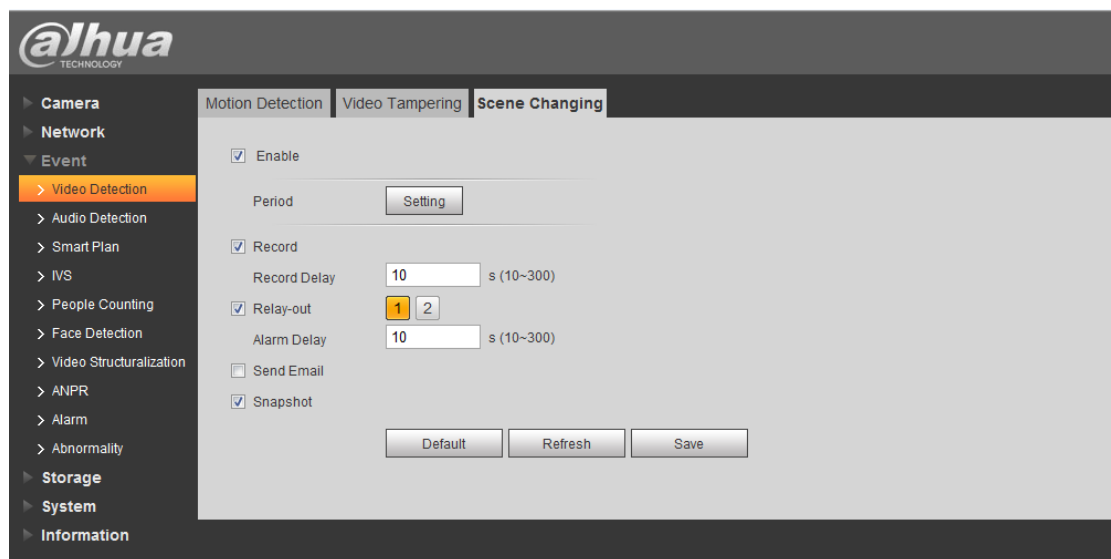 alhua
TECHNOLOGY
Camera
Network
Event
Video Detection
Audio Detection
Smart Plan
IVS
People Counting
Face Detection
Video Structuralization
ANPR
Alarm
Abnormality
Storage
System
Information
Motion Detection Video Tampering Scene Changing
Enable
Period Setting
Record
Record Delay 10 s (10~300)
Relay-out 1 2
Alarm Delay 10 s (10~300)
Send Email
Snapshot
Default Refresh Save